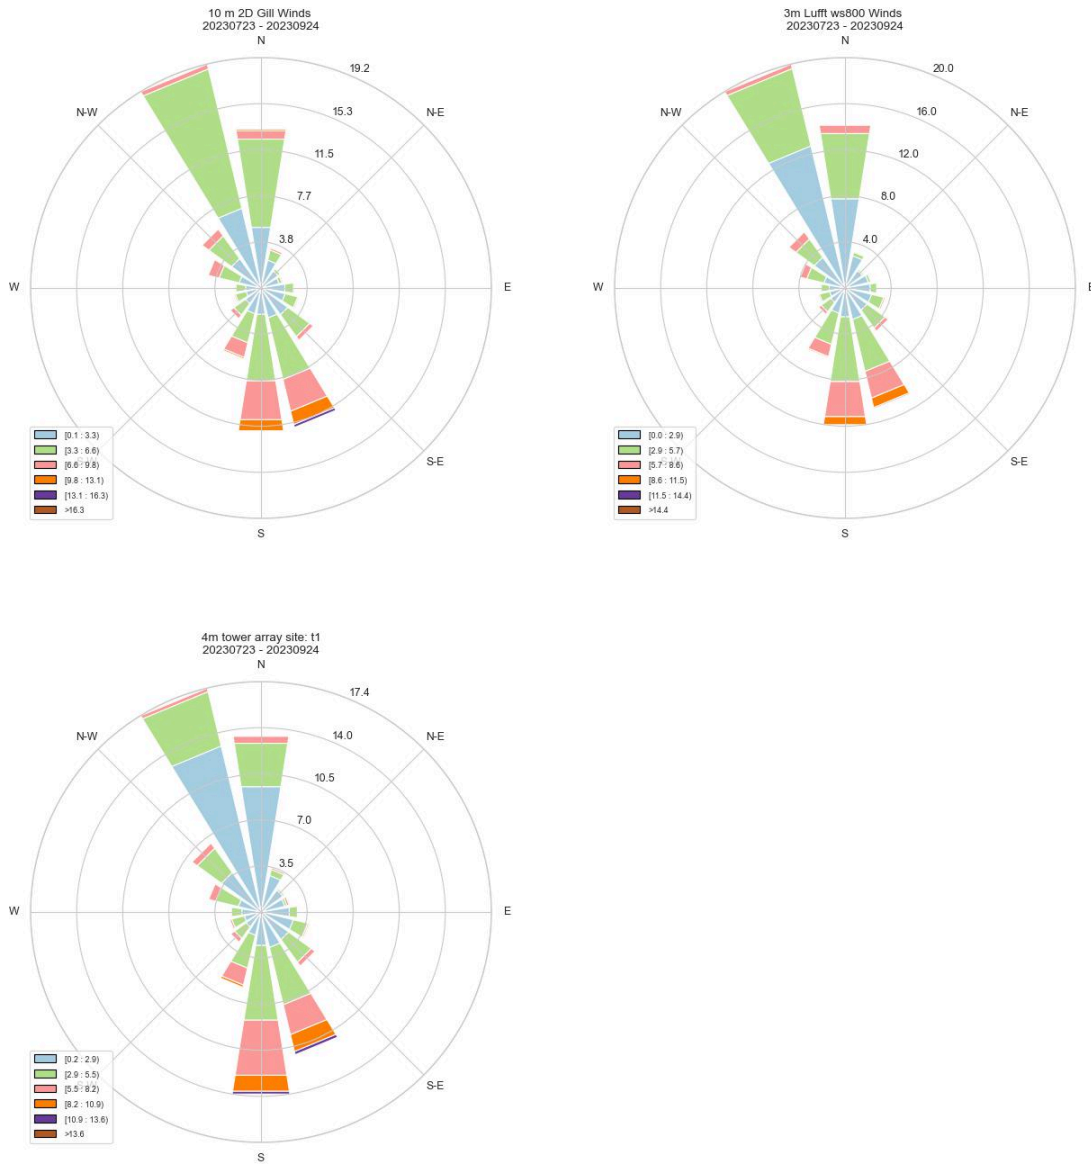 10 m 2D Gill Winds
20230723 - 20230924
N
19.2
N-W
N-E
15.3
11.5
7.7
3.8
W
E
[0.1 : 3.3)
[3.3 : 6.6)
[6.6 : 9.8)
[9.8 : 13.1)
[13.1 : 16.3)
>16.3
S-E
S
3m Lufft ws800 Winds
20230723 - 20230924
N
20.0
N-W
N-E
16.0
12.0
8.0
4.0
W
E
[0.0 : 2.9)
[2.9 : 5.7)
[5.7 : 8.6)
[8.6 : 11.5)
[11.5 : 14.4)
>14.4
S-E
S
4m tower array site: t1
20230723 - 20230924
N
17.4
N-W
N-E
14.0
10.5
7.0
3.5
W
E
[0.2 : 2.9)
[2.9 : 5.5)
[5.5 : 8.2)
[8.2 : 10.9)
[10.9 : 13.6)
>13.6
S-E
S